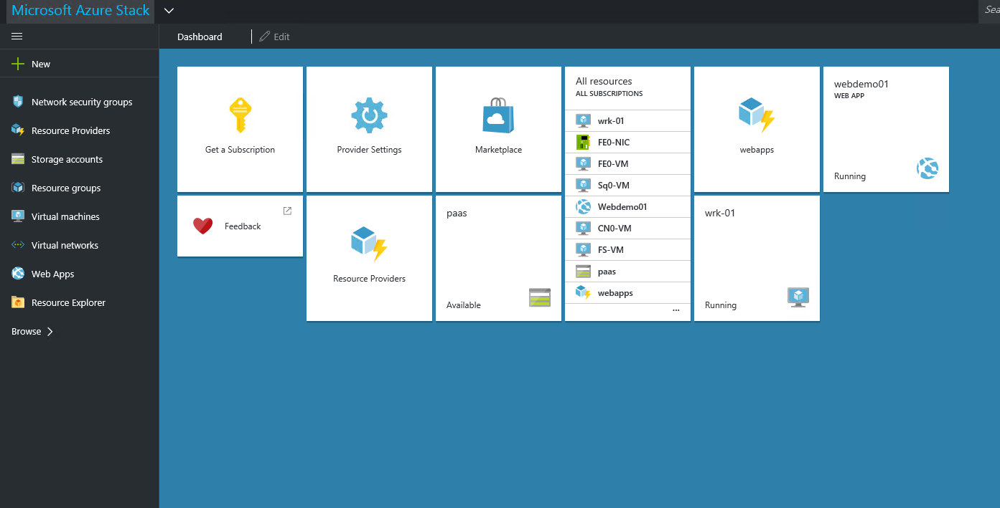 Microsoft Azure Stack
Sea
Dashboard
Edit
New
Network security groups
Resource Providers
Storage accounts
Resource groups
Virtual machines
Virtual networks
Web Apps
Resource Explorer
Browse
Get a Subscription
Provider Settings
Marketplace
All resources
ALL SUBSCRIPTIONS
wrk-01
FE0-NIC
FE0-VM
Sq0-VM
Webdemo01
CN0-VM
FS-VM
paas
webapps
...
webapps
webdemo01
WEB APP
Running
Feedback
Resource Providers
paas
Available
wrk-01
Running